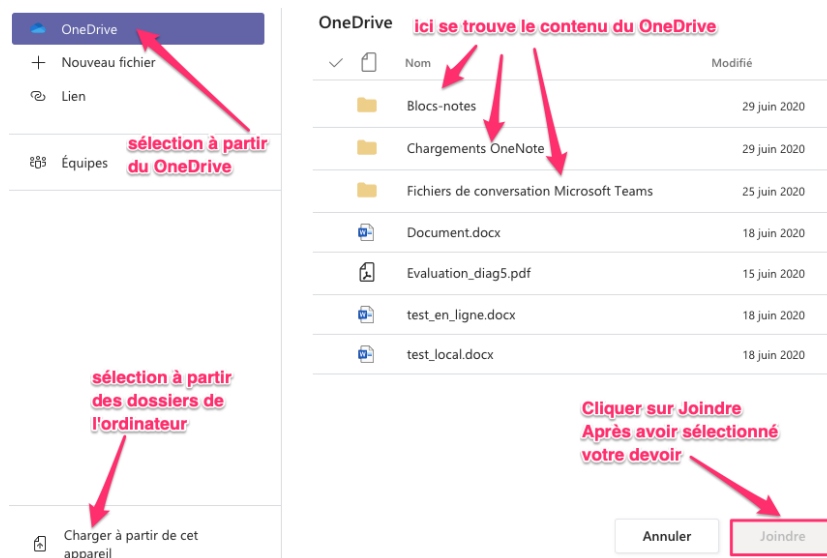 OneDrive
Nouveau fichier
Lien
sélection à partir
du OneDrive
Équipes
sélection à partir
des dossiers de
l'ordinateur
Charger à partir de cet
appareil
OneDrive
ici se trouve le contenu du OneDrive
Nom Modifié
Blocs-notes 29 juin 2020
Chargements OneNote 29 juin 2020
Fichiers de conversation Microsoft Teams 25 juin 2020
Document.docx 18 juin 2020
Evaluation_diag5.pdf 15 juin 2020
test_en_ligne.docx 18 juin 2020
test_local.docx 18 juin 2020
Cliquer sur Joindre
Après avoir sélectionné
votre devoir
Annuler Joindre